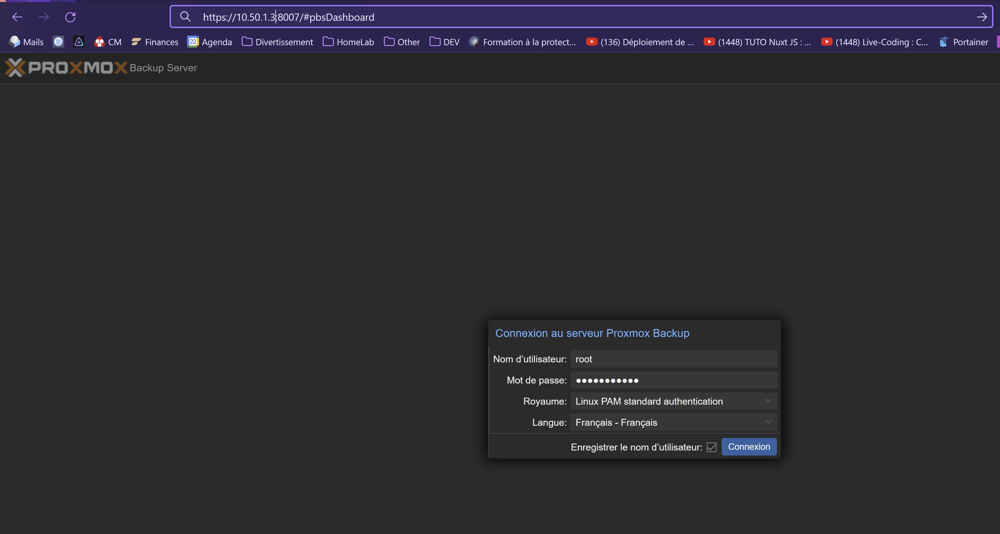 https://10.50.1.3:8007/#pbsDashboard
Mails CM Finances 22 Agenda Divertissement HomeLab Other DEV Formation à la protect... (136) Déploiement de ... (1448) TUTO Nuxt JS : ... (1448) Live-Coding : C... Portainer
PROXMOX Backup Server
Connexion au serveur Proxmox Backup
Nom d’utilisateur: root
Mot de passe: ●●●●●●●●●●●
Royaume: Linux PAM standard authentication
Langue: Français - Français
Enregistrer le nom d’utilisateur: Connexion